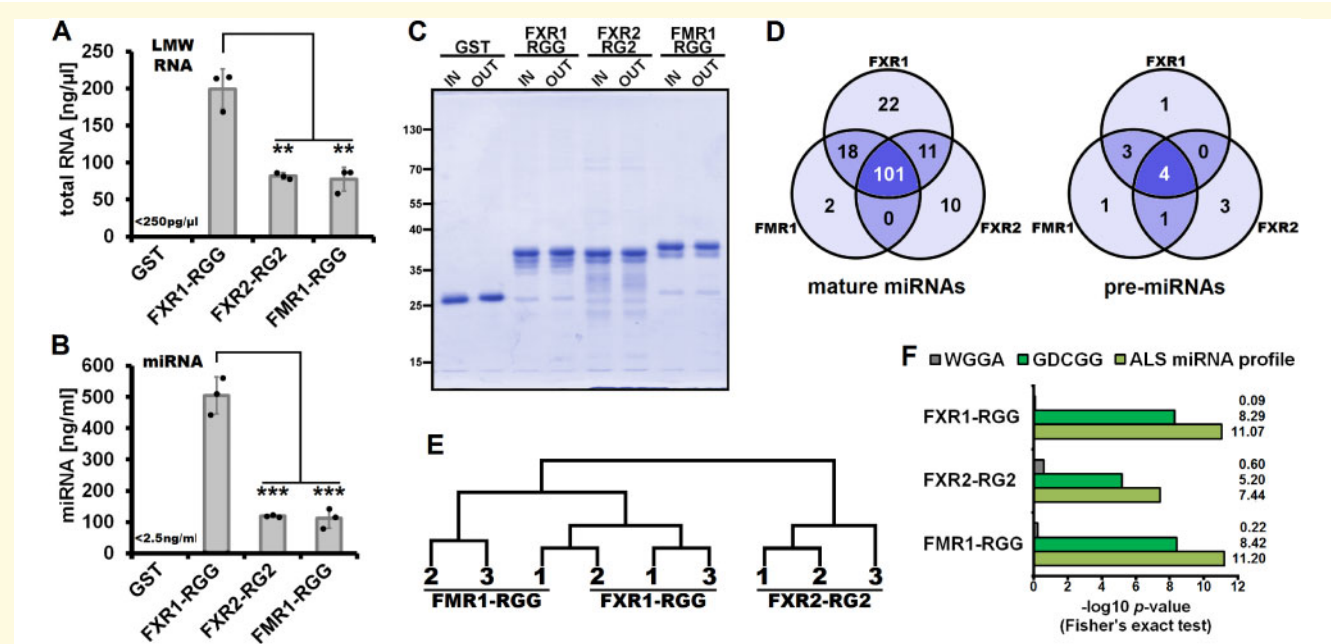 A
LMW
RNA
total RNA [ng/µl]
250
200
150
100
50
0
**
**
<250pg/µl
GST
FXR1-RGG
FXR2-RG2
FMR1-RGG
B
miRNA
miRNA [ng/ml]
600
500
400
300
200
100
0
***
***
<2.5ng/ml
GST
FXR1-RGG
FXR2-RG2
FMR1-RGG
C
GST
FXR1
RGG
FXR2
RG2
FMR1
RGG
IN OUT IN OUT IN OUT IN OUT
130
70
55
40
35
25
15
D
FXR1
22
18
11
101
2
0
10
FMR1
FXR2
mature miRNAs
FXR1
1
3
0
4
1
1
3
FMR1
FXR2
pre-miRNAs
E
2 3 1 2 1 3 1 2 3
FMR1-RGG FXR1-RGG FXR2-RG2
F
WGGA GDCGG ALS miRNA profile
FXR1-RGG
0.09
8.29
11.07
FXR2-RG2
0.60
5.20
7.44
FMR1-RGG
0.22
8.42
11.20
0 2 4 6 8 10 12
-log10 p-value
(Fisher's exact test)